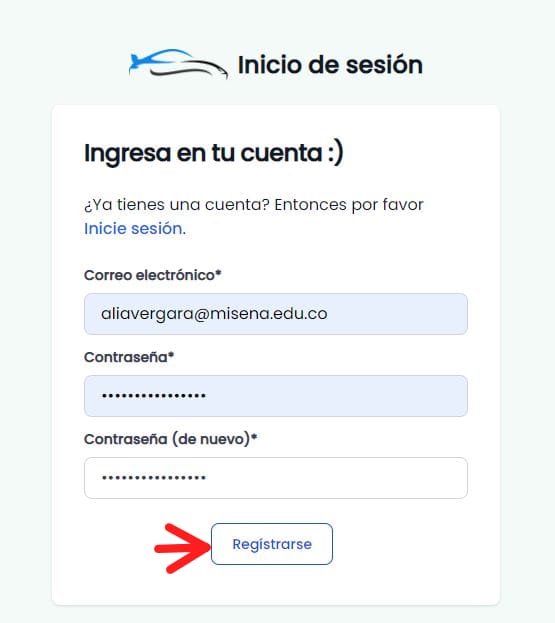 Inicio de sesión
Ingresa en tu cuenta :)
¿Ya tienes una cuenta? Entonces por favor
Inicie sesión.
Correo electrónico*
aliavergara@misena.edu.co
Contraseña*
••••••••••••••••
Contraseña (de nuevo)*
••••••••••••••••
Registrarse